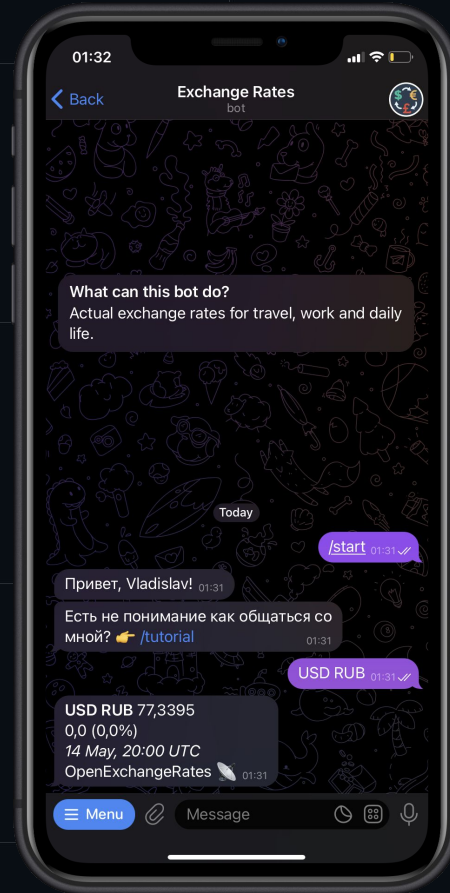 01:32
Back
Exchange Rates
bot
What can this bot do?
Actual exchange rates for travel, work and daily
life.
Today
/start 01:31
Привет, Vladislav! 01:31
Есть не понимание как общаться со
мной? 👉 /tutorial 01:31
USD RUB 01:31
USD RUB 77,3395
0,0 (0,0%)
14 May, 20:00 UTC
OpenExchangeRates 📡 01:31
Menu
Message